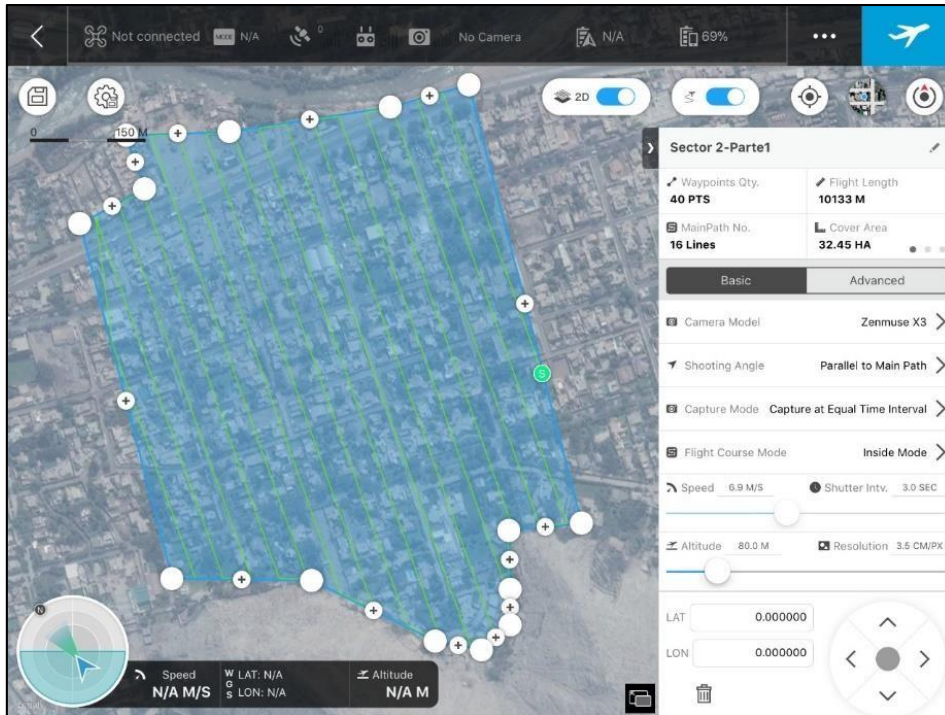 Not connected MODE N/A 0 No Camera N/A 69%
2D
0 150 M
Sector 2-Parte1
Waypoints Qty. Flight Length
40 PTS 10133 M
MainPath No. Cover Area
16 Lines 32.45 HA
Basic Advanced
Camera Model Zenmuse X3
Shooting Angle Parallel to Main Path
Capture Mode Capture at Equal Time Interval
Flight Course Mode Inside Mode
Speed 6.9 M/S Shutter Intv. 3.0 SEC
Altitude 80.0 M Resolution 3.5 CM/PX
LAT 0.000000
LON 0.000000
S
N
Speed W G S LAT: N/A Altitude
N/A M/S LON: N/A N/A M